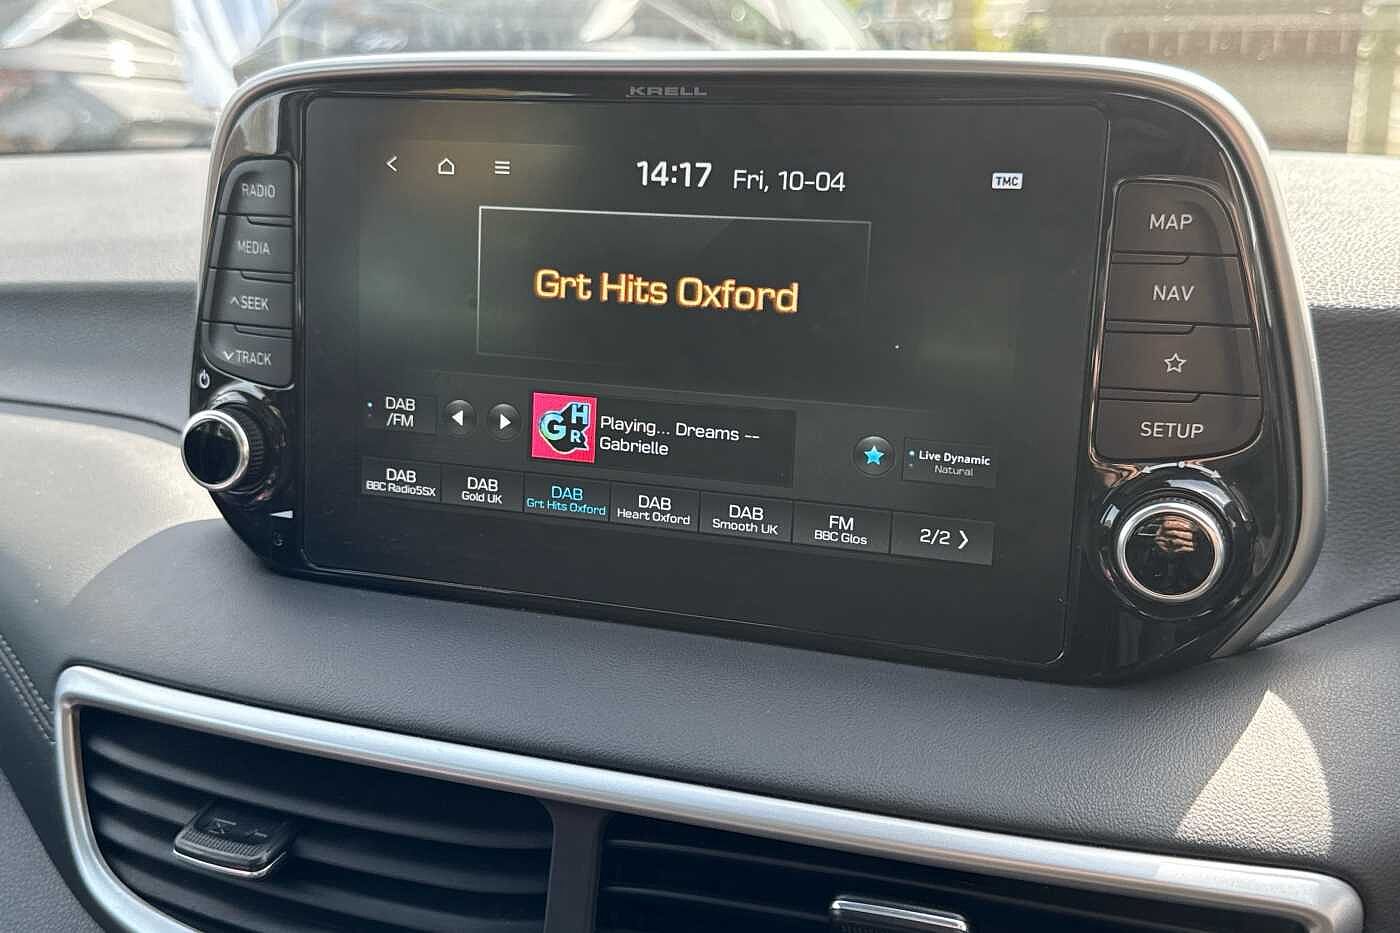 KRELL
14:17 Fri, 10-04
TMC
RADIO
MEDIA
SEEK
TRACK
MAP
NAV
SETUP
Grt Hits Oxford
DAB
/FM
GHR
Playing... Dreams --
Gabrielle
Live Dynamic
Natural
DAB
BBC Radio5SX
DAB
Gold UK
DAB
Grt Hits Oxford
DAB
Heart Oxford
DAB
Smooth UK
FM
BBC Glos
2/2